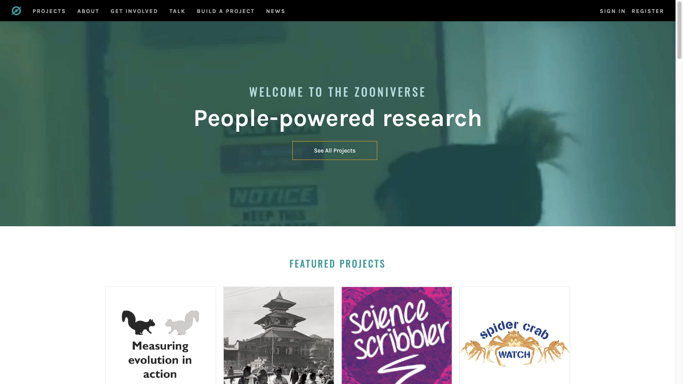 PROJECTS ABOUT GET INVOLVED TALK BUILD A PROJECT NEWS SIGN IN REGISTER
WELCOME TO THE ZOONIVERSE
People-powered research
See All Projects
NOTICE
KEEP THIS
FEATURED PROJECTS
Measuring
evolution in
action
science
scribbler
spider crab
WATCH